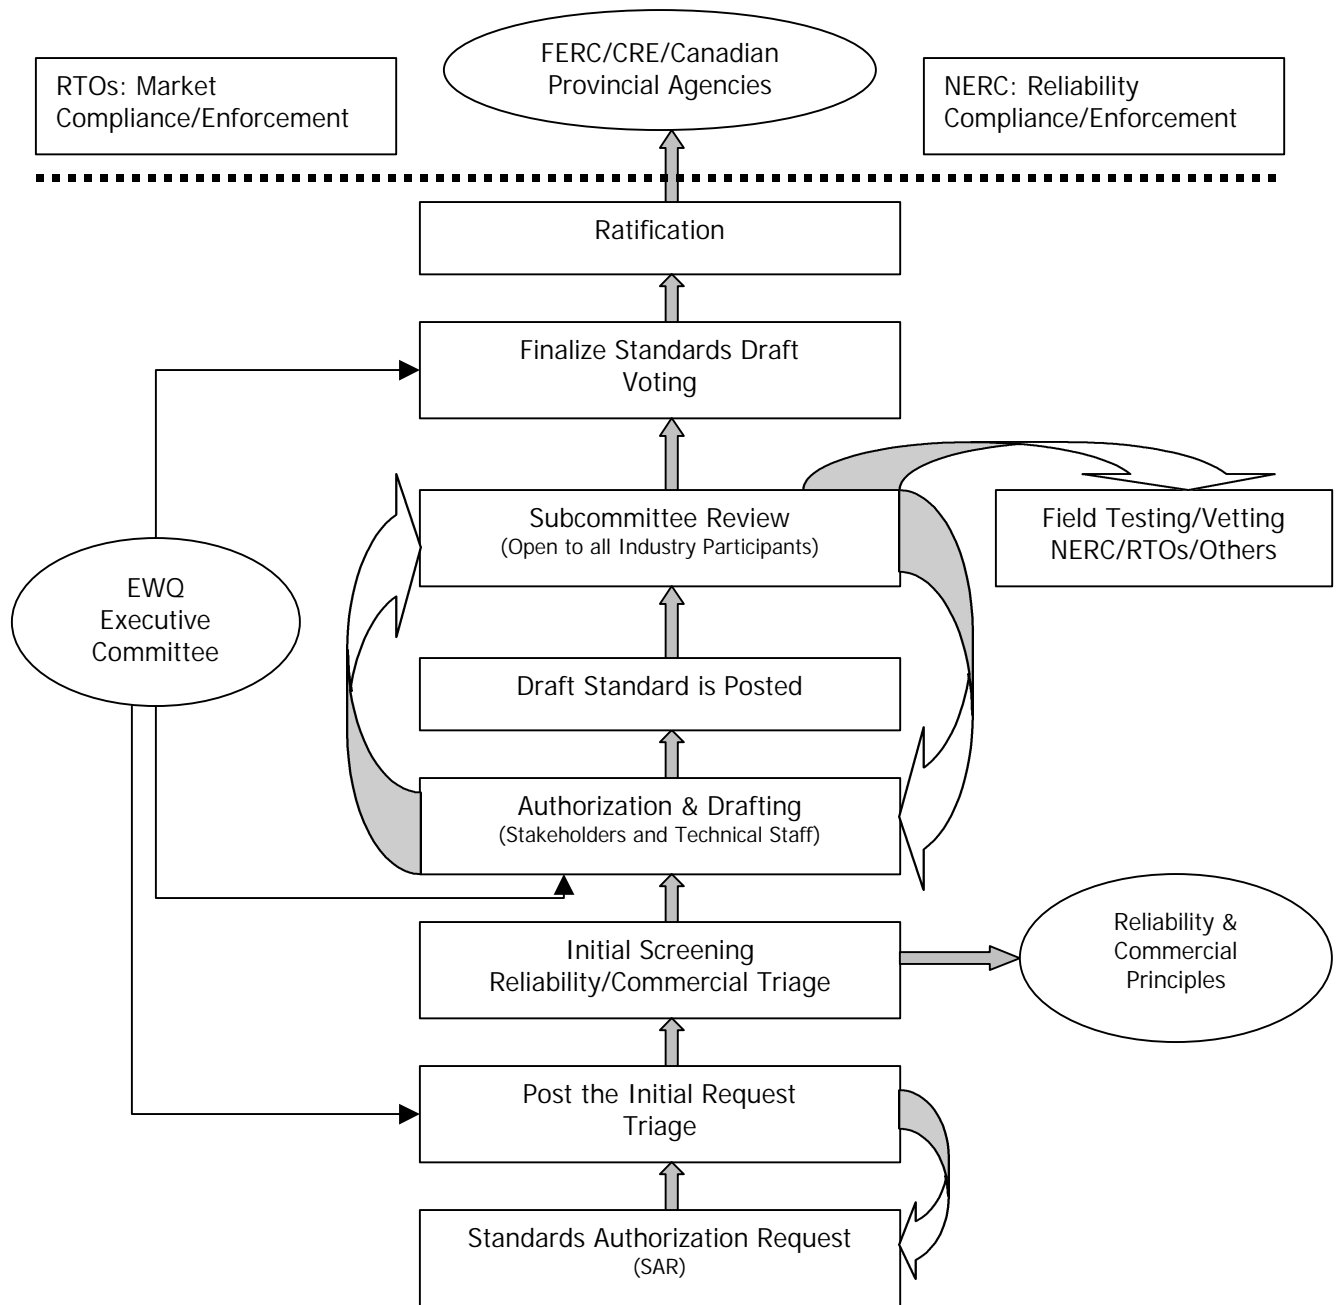 FERC/CRE/Canadian
Provincial Agencies
RTOs: Market
Compliance/Enforcement
NERC: Reliability
Compliance/Enforcement
Ratification
Finalize Standards Draft
Voting
Subcommittee Review
(Open to all Industry Participants)
Field Testing/Vetting
NERC/RTOs/Others
EWQ
Executive
Committee
Draft Standard is Posted
Authorization & Drafting
(Stakeholders and Technical Staff)
Initial Screening
Reliability/Commercial Triage
Reliability &
Commercial
Principles
Post the Initial Request
Triage
Standards Authorization Request
(SAR)